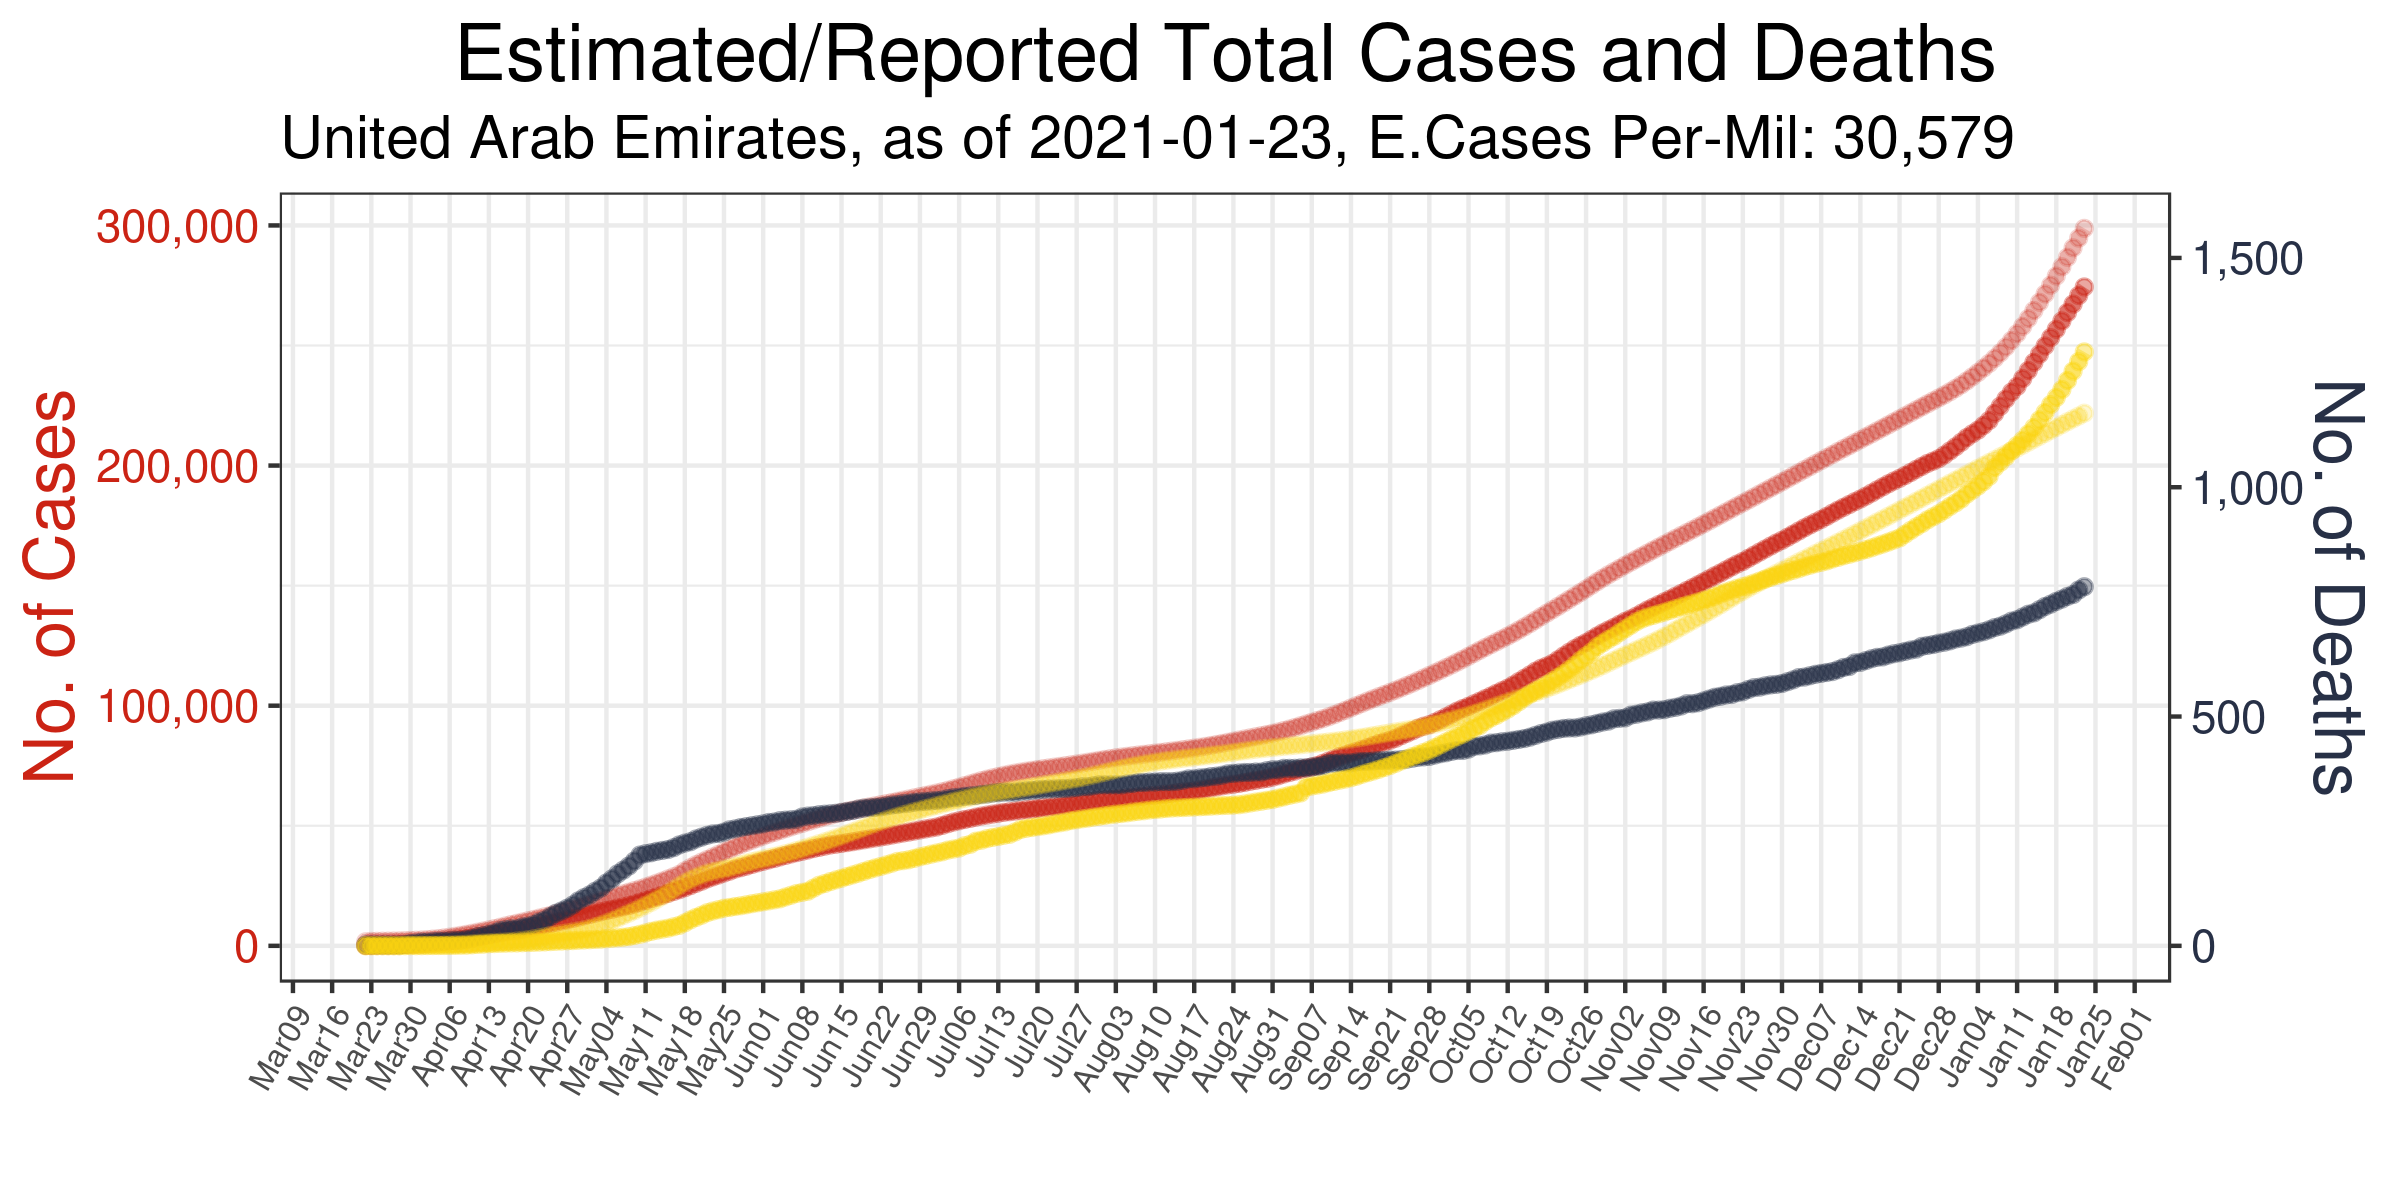 Estimated/Reported Total Cases and Deaths
United Arab Emirates, as of 2021-01-23, E.Cases Per-Mil: 30,579
No. of Cases
300,000
200,000
100,000
0
1,500
1,000
500
0
No. of Deaths
Mar09
Mar16
Mar23
Mar30
Apr06
Apr13
Apr20
Apr27
May04
May11
May18
May25
Jun01
Jun08
Jun15
Jun22
Jun29
Jul06
Jul13
Jul20
Jul27
Aug03
Aug10
Aug17
Aug24
Aug31
Sep07
Sep14
Sep21
Sep28
Oct05
Oct12
Oct19
Oct26
Nov02
Nov09
Nov16
Nov23
Nov30
Dec07
Dec14
Dec21
Dec28
Jan04
Jan11
Jan18
Jan25
Feb01